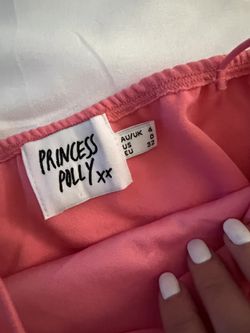 PRINCESS
POLLY xx
AU/UK 4
US 0
EU 32